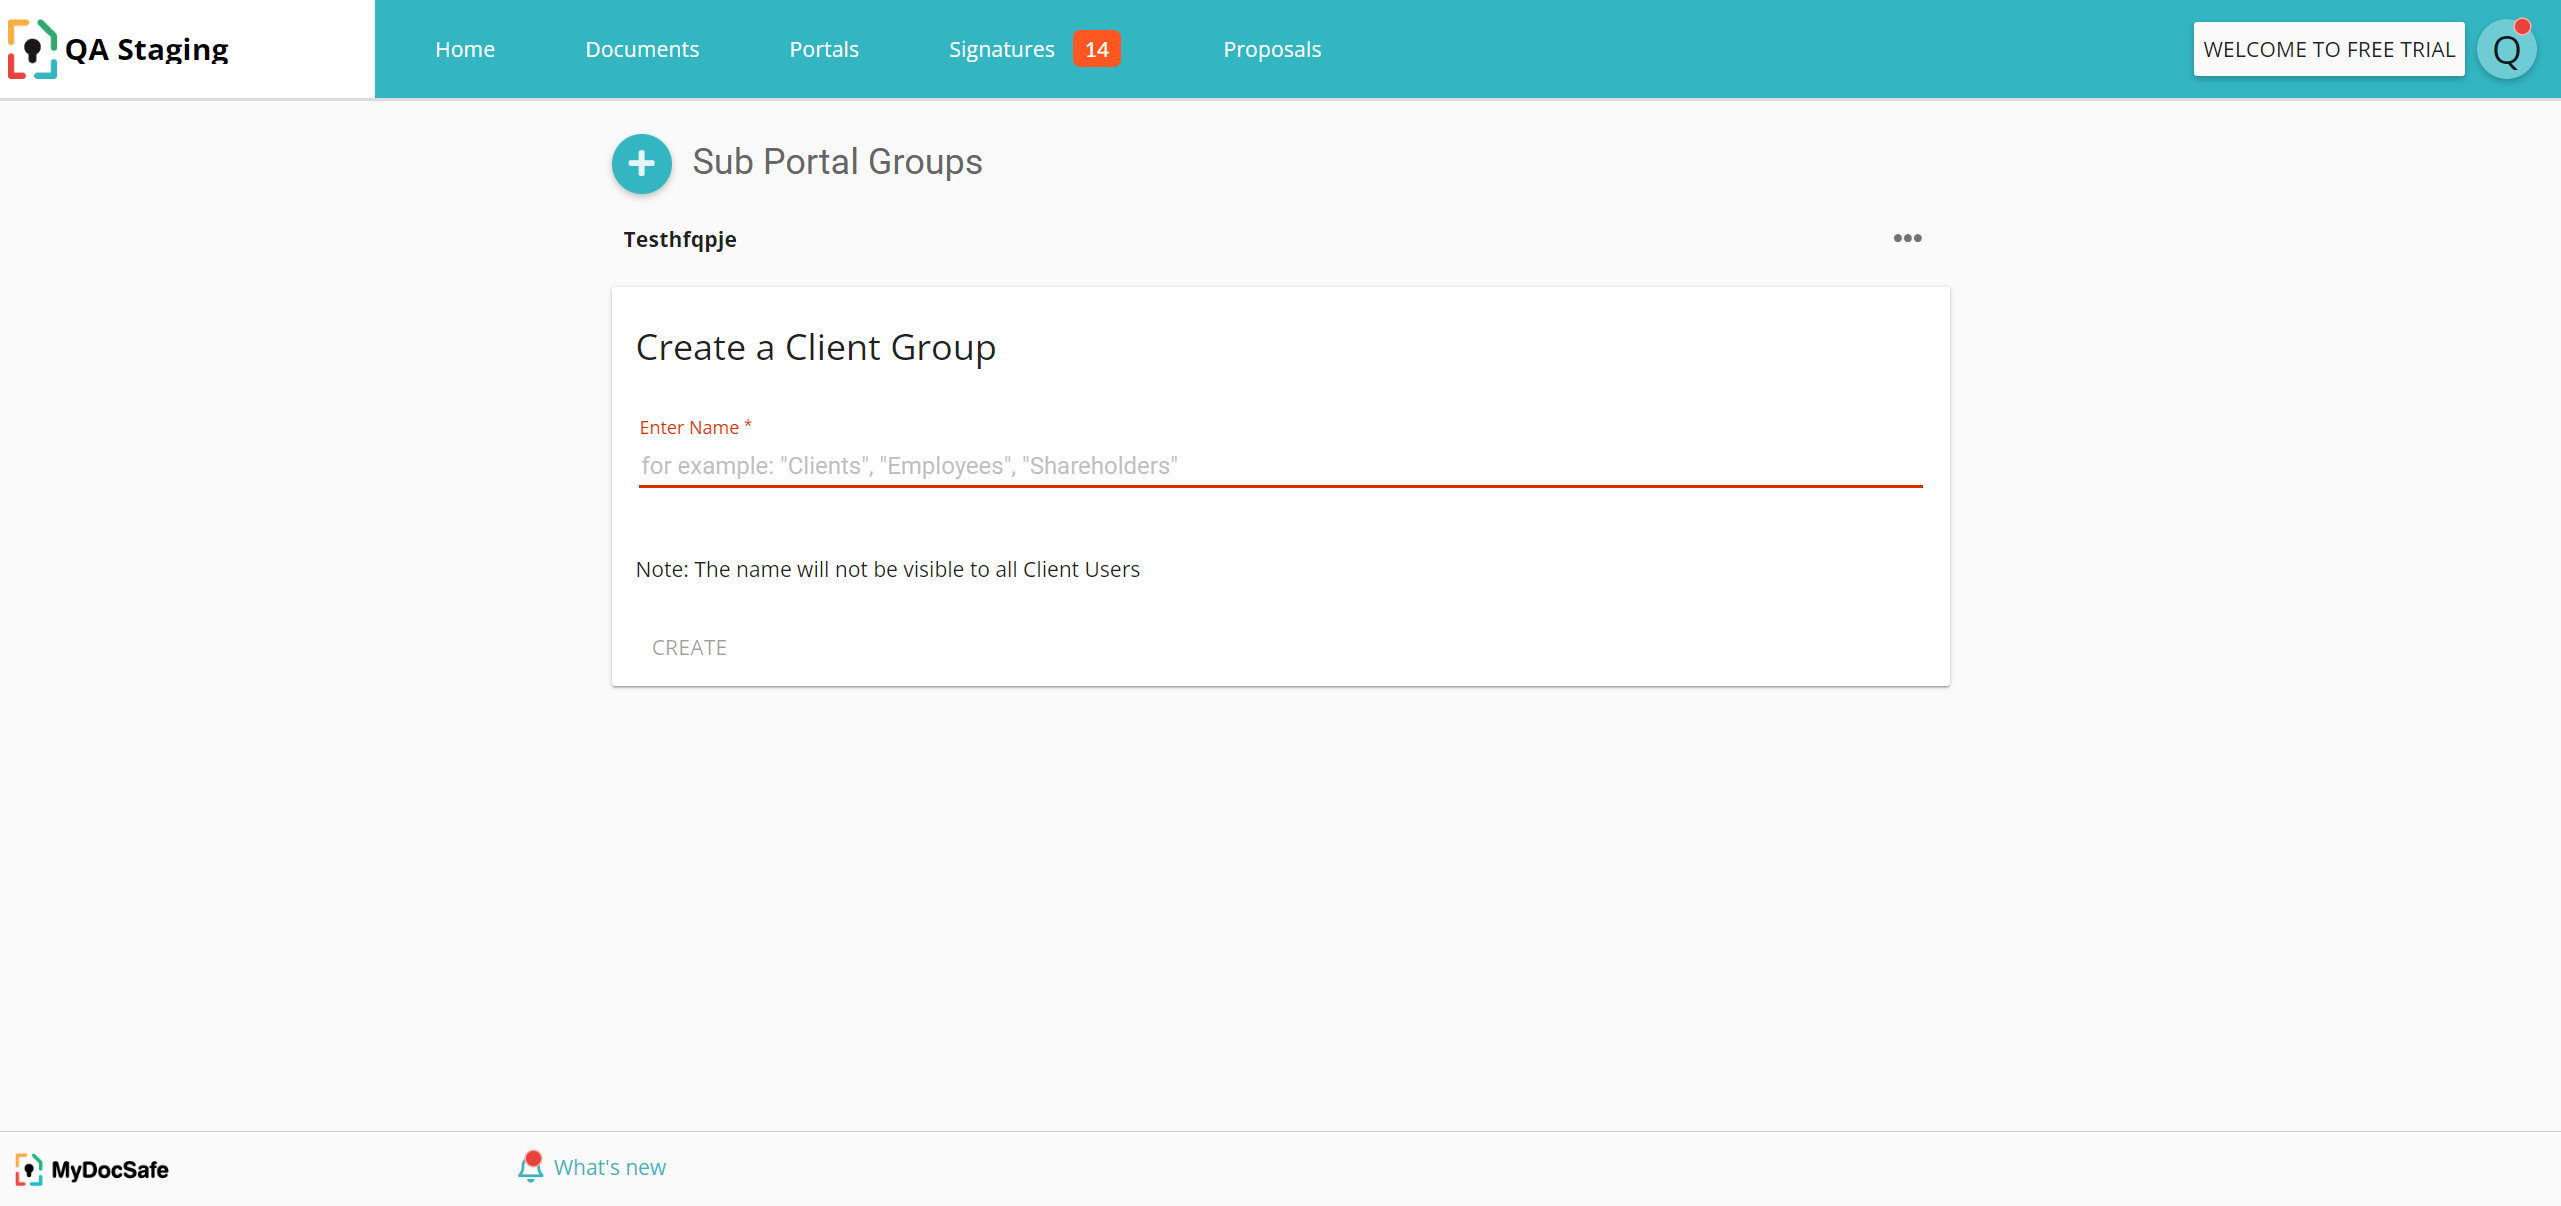 QA Staging
Home Documents Portals Signatures 14 Proposals WELCOME TO FREE TRIAL Q
Sub Portal Groups
Testhfqpje
Create a Client Group
Enter Name *
for example: "Clients", "Employees", "Shareholders"
Note: The name will not be visible to all Client Users
CREATE
MyDocSafe
What's new